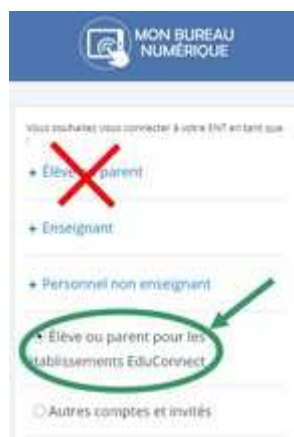 MON BUREAU
NUMÉRIQUE
Vous souhaitez vous connecter à votre ENT en tant que
:
+ Élève ou parent
+ Enseignant
+ Personnel non enseignant
Élève ou parent pour les
établissements EduConnect
Autres comptes et invités